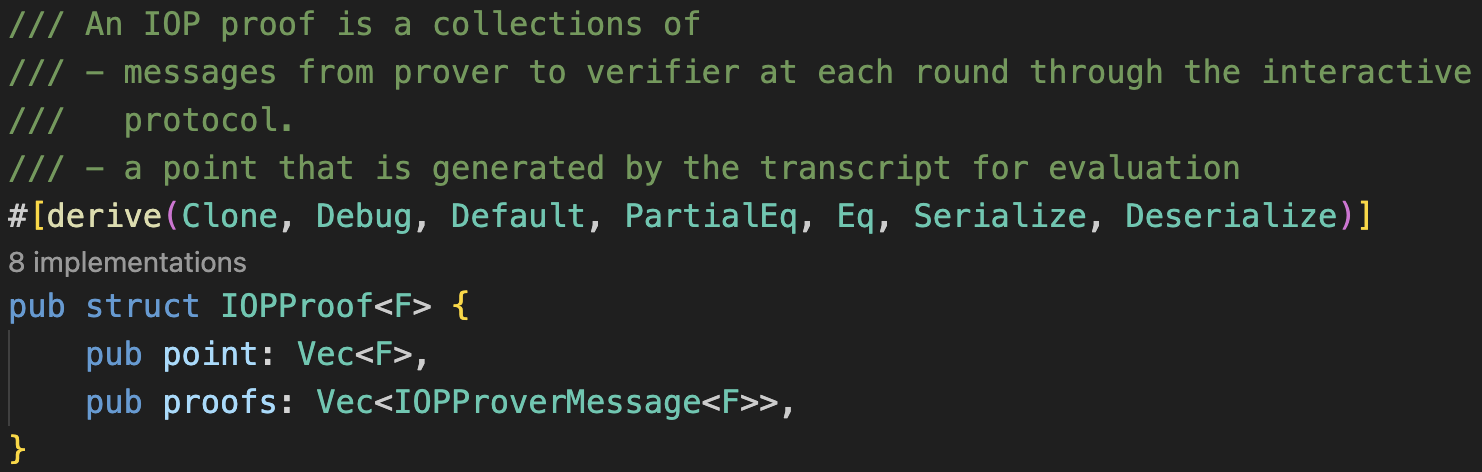 /// An IOP proof is a collections of
/// - messages from prover to verifier at each round through the interactive
///   protocol.
/// - a point that is generated by the transcript for evaluation
#[derive(Clone, Debug, Default, PartialEq, Eq, Serialize, Deserialize)]
8 implementations
pub struct IOPProof<F> {
    pub point: Vec<F>,
    pub proofs: Vec<IOPProverMessage<F>>,
}